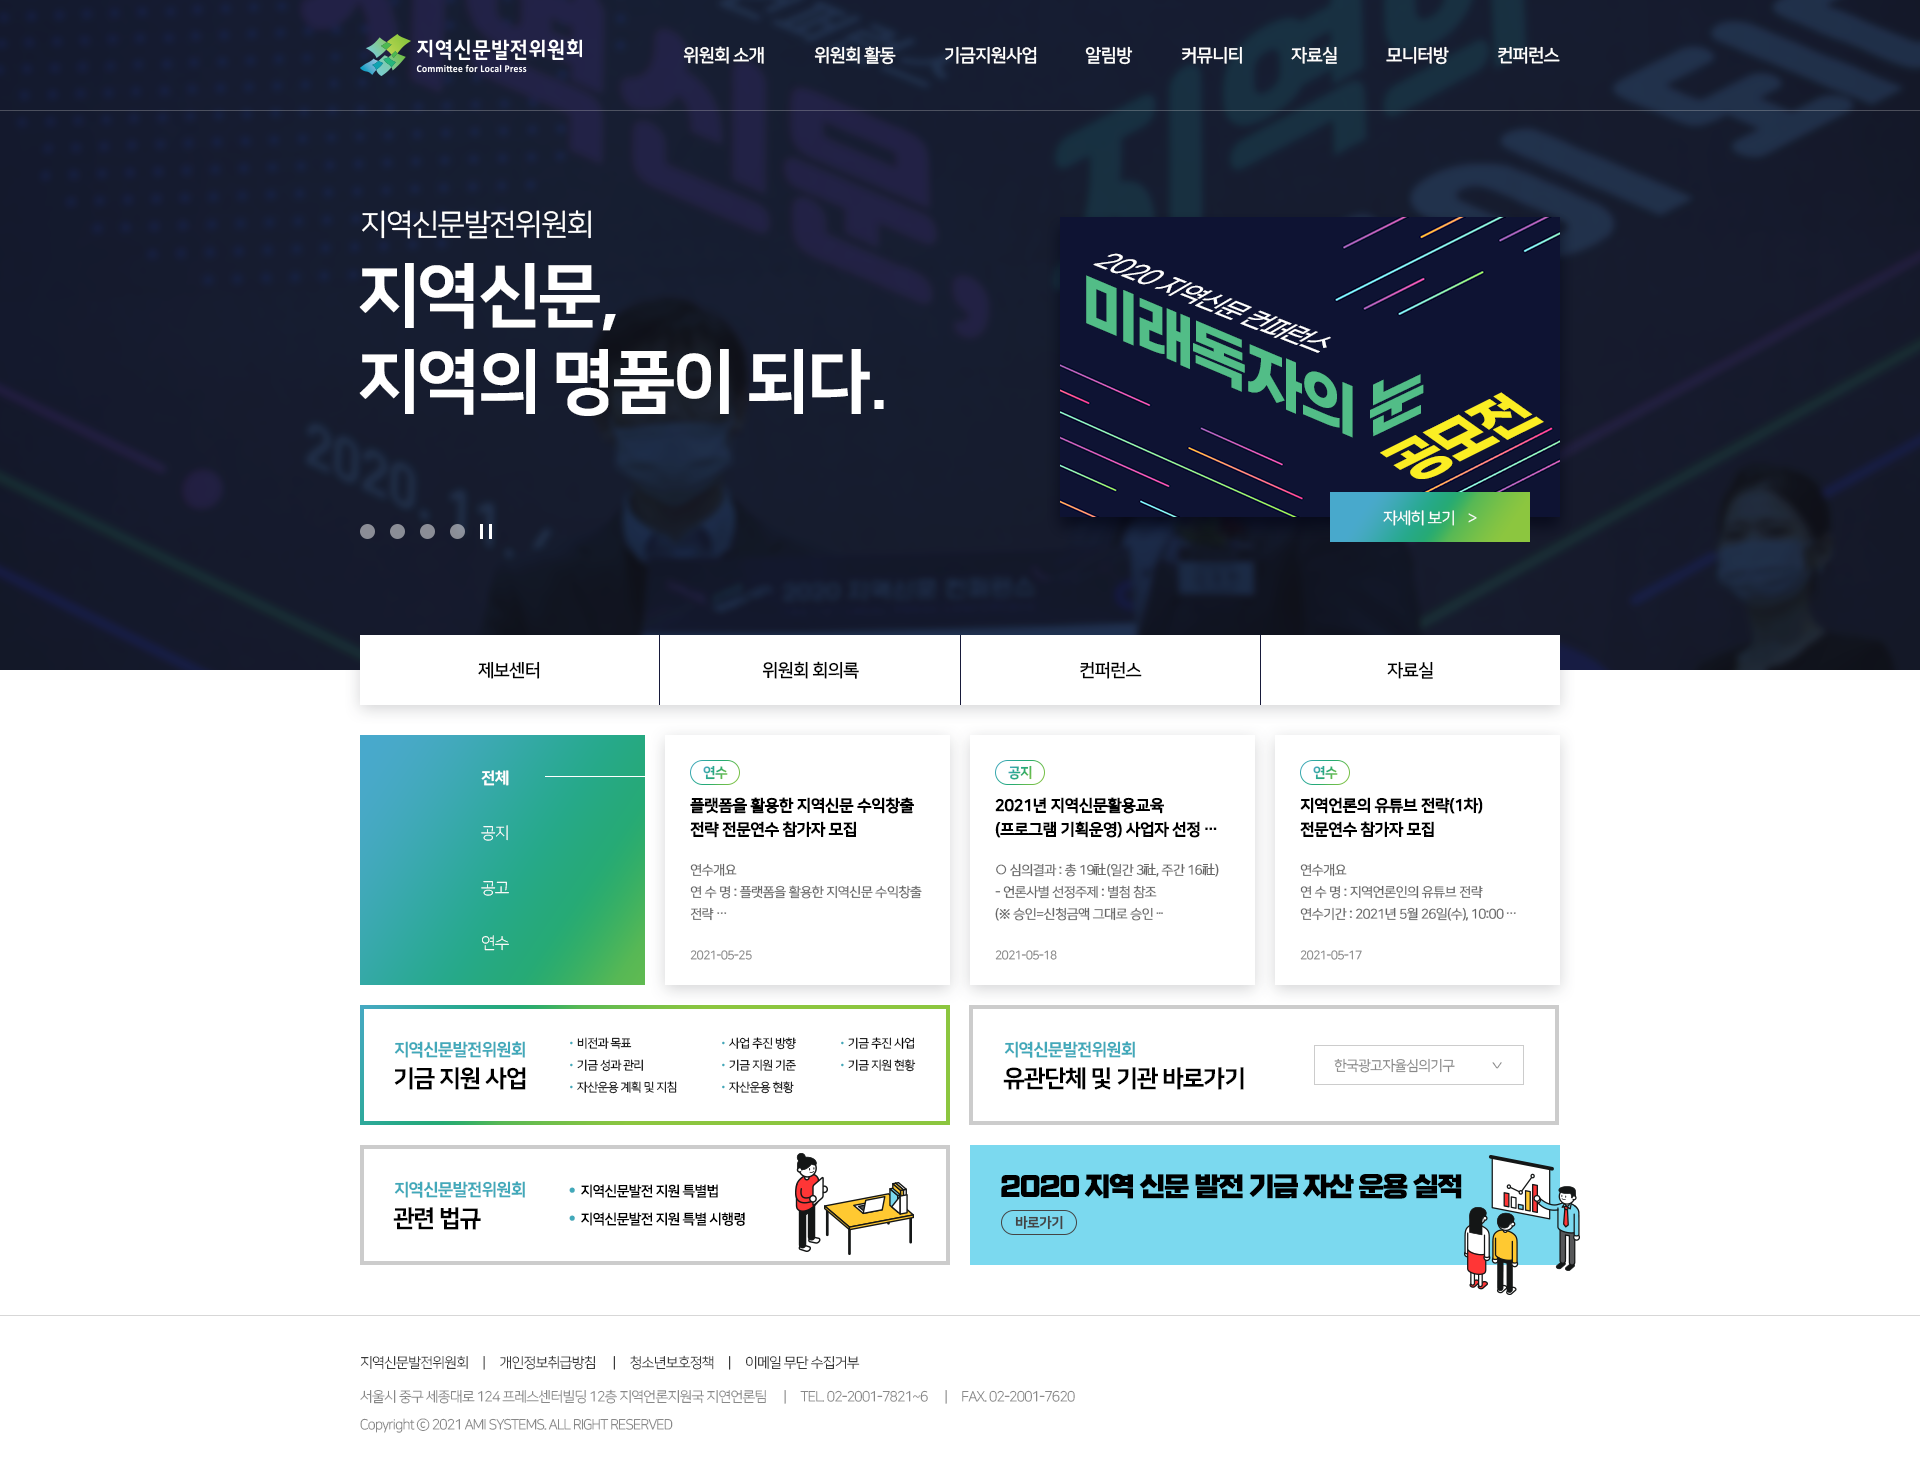 지역신문발전위원회
Committee for Local Press
위원회 소개
위원회 활동
기금지원사업
알림방
커뮤니티
자료실
모니터방
컨퍼런스
지역신문발전위원회
지역신문,
지역의 명품이 되다.
2020 지역신문 컨퍼런스
미래독자의 눈
공모전
자세히 보기 >
2020 지역신문 컨퍼런스
제보센터
위원회 회의록
컨퍼런스
자료실
전체
공지
공고
연수
연수
플랫폼을 활용한 지역신문 수익창출
전략 전문연수 참가자 모집
연수개요
연 수 명 : 플랫폼을 활용한 지역신문 수익창출
전략 ···
2021-05-25
공지
2021년 지역신문활용교육
(프로그램 기획운영) 사업자 선정 ···
○ 심의결과 : 총 19社(일간 3社, 주간 16社)
- 언론사별 선정주제 : 별첨 참조
(※ 승인=신청금액 그대로 승인 ···
2021-05-18
연수
지역언론의 유튜브 전략(1차)
전문연수 참가자 모집
연수개요
연 수 명 : 지역언론인의 유튜브 전략
연수기간 : 2021년 5월 26일(수), 10:00 ···
2021-05-17
지역신문발전위원회
기금 지원 사업
· 비전과 목표
· 기금 성과 관리
· 자산운용 계획 및 지침
· 사업 추진 방향
· 기금 지원 기준
· 자산운용 현황
· 기금 추진 사업
· 기금 지원 현황
지역신문발전위원회
유관단체 및 기관 바로가기
한국광고자율심의기구
지역신문발전위원회
관련 법규
• 지역신문발전 지원 특별법
• 지역신문발전 지원 특별 시행령
2020 지역 신문 발전 기금 자산 운용 실적
바로가기
지역신문발전위원회 | 개인정보취급방침 | 청소년보호정책 | 이메일 무단 수집거부
서울시 중구 세종대로 124 프레스센터빌딩 12층 지역언론지원국 지연언론팀 | TEL. 02-2001-7821~6 | FAX. 02-2001-7620
Copyright ⓒ 2021 AMI SYSTEMS. ALL RIGHT RESERVED